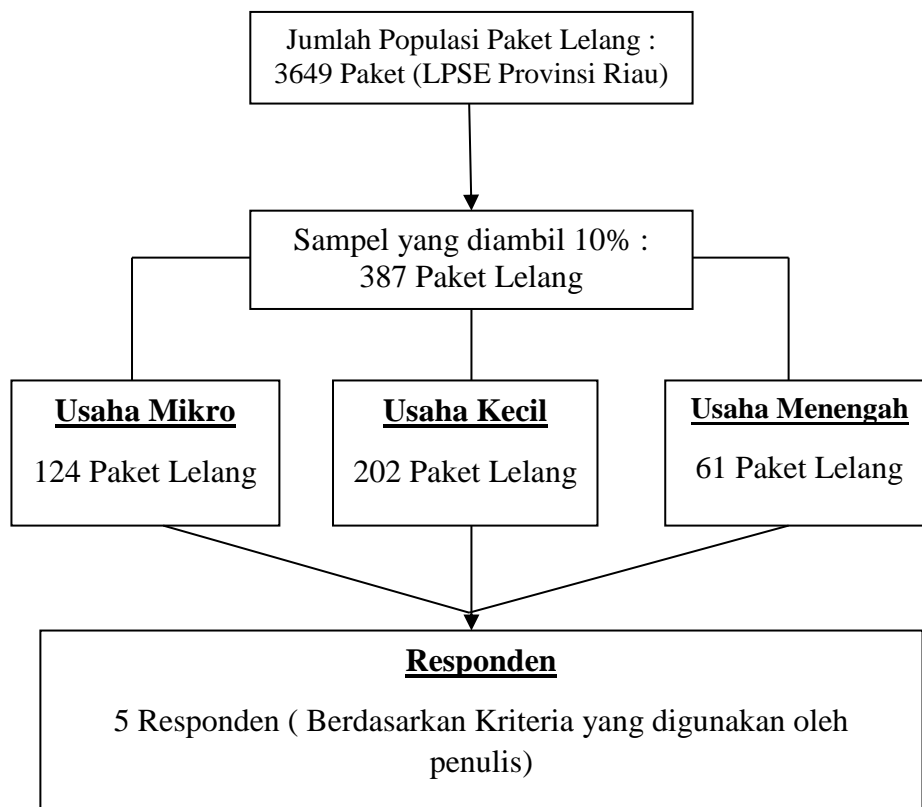 Jumlah Populasi Paket Lelang :
3649 Paket (LPSE Provinsi Riau)
Sampel yang diambil 10% :
387 Paket Lelang
Usaha Mikro
124 Paket Lelang
Usaha Kecil
202 Paket Lelang
Usaha Menengah
61 Paket Lelang
Responden
5 Responden ( Berdasarkan Kriteria yang digunakan oleh
penulis)